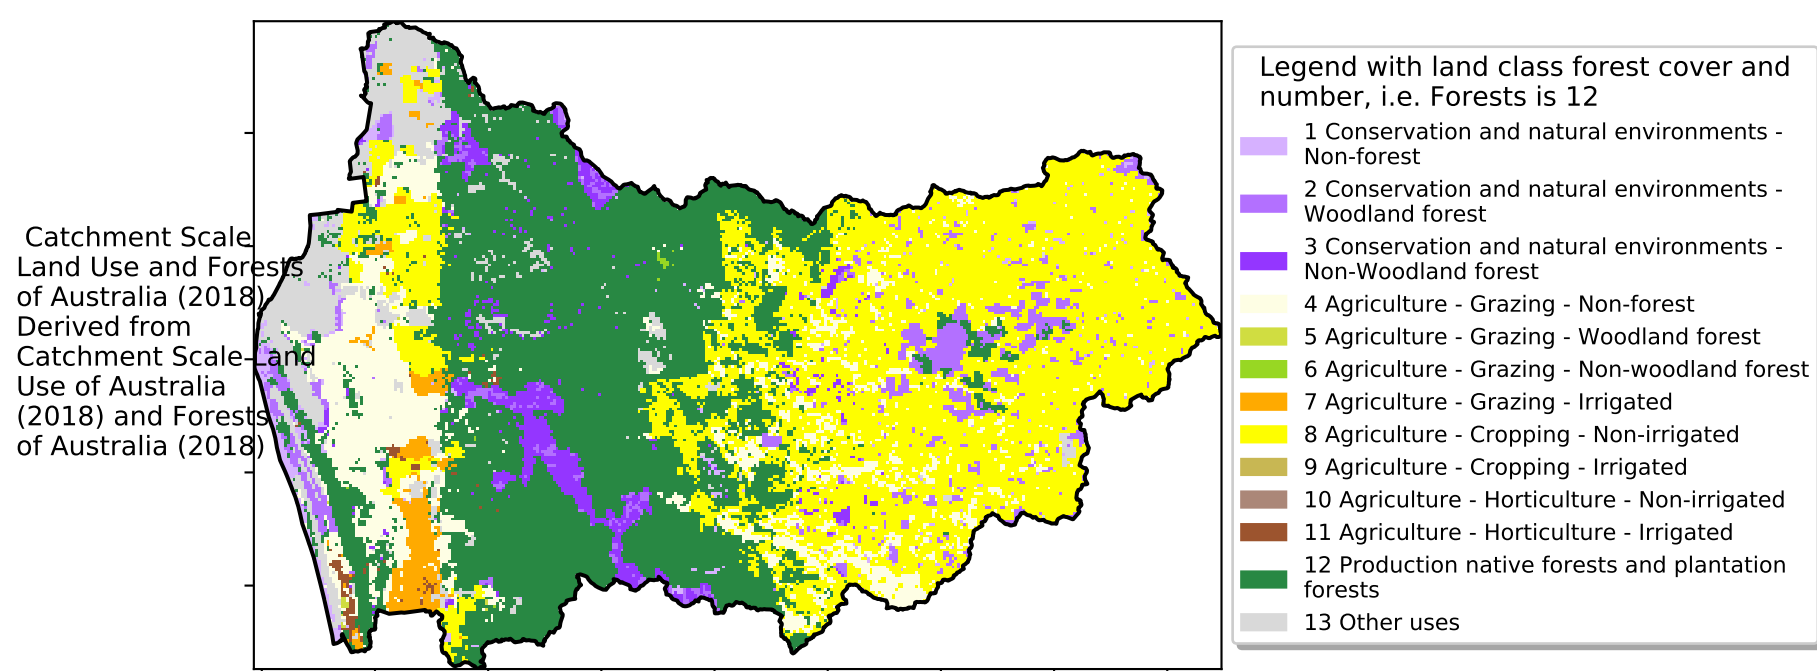 Catchment Scale
Land Use and Forests
of Australia (2018)
Derived from
Catchment Scale Land
Use of Australia
(2018) and Forests
of Australia (2018)
Legend with land class forest cover and
number, i.e. Forests is 12
1 Conservation and natural environments -
Non-forest
2 Conservation and natural environments -
Woodland forest
3 Conservation and natural environments -
Non-Woodland forest
4 Agriculture - Grazing - Non-forest
5 Agriculture - Grazing - Woodland forest
6 Agriculture - Grazing - Non-woodland forest
7 Agriculture - Grazing - Irrigated
8 Agriculture - Cropping - Non-irrigated
9 Agriculture - Cropping - Irrigated
10 Agriculture - Horticulture - Non-irrigated
11 Agriculture - Horticulture - Irrigated
12 Production native forests and plantation
forests
13 Other uses